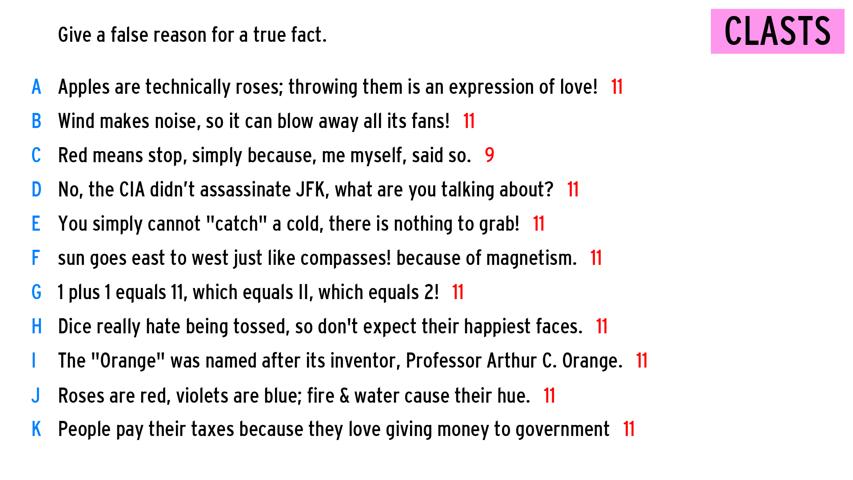 Give a false reason for a true fact.
CLASTS
A Apples are technically roses; throwing them is an expression of love! 11
B Wind makes noise, so it can blow away all its fans! 11
C Red means stop, simply because, me myself, said so. 9
D No, the CIA didn't assassinate JFK, what are you talking about? 11
E You simply cannot "catch" a cold, there is nothing to grab! 11
F sun goes east to west just like compasses! because of magnetism. 11
G 1 plus 1 equals 11, which equals II, which equals 2! 11
H Dice really hate being tossed, so don't expect their happiest faces. 11
I The "Orange" was named after its inventor, Professor Arthur C. Orange. 11
J Roses are red, violets are blue; fire & water cause their hue. 11
K People pay their taxes because they love giving money to government 11